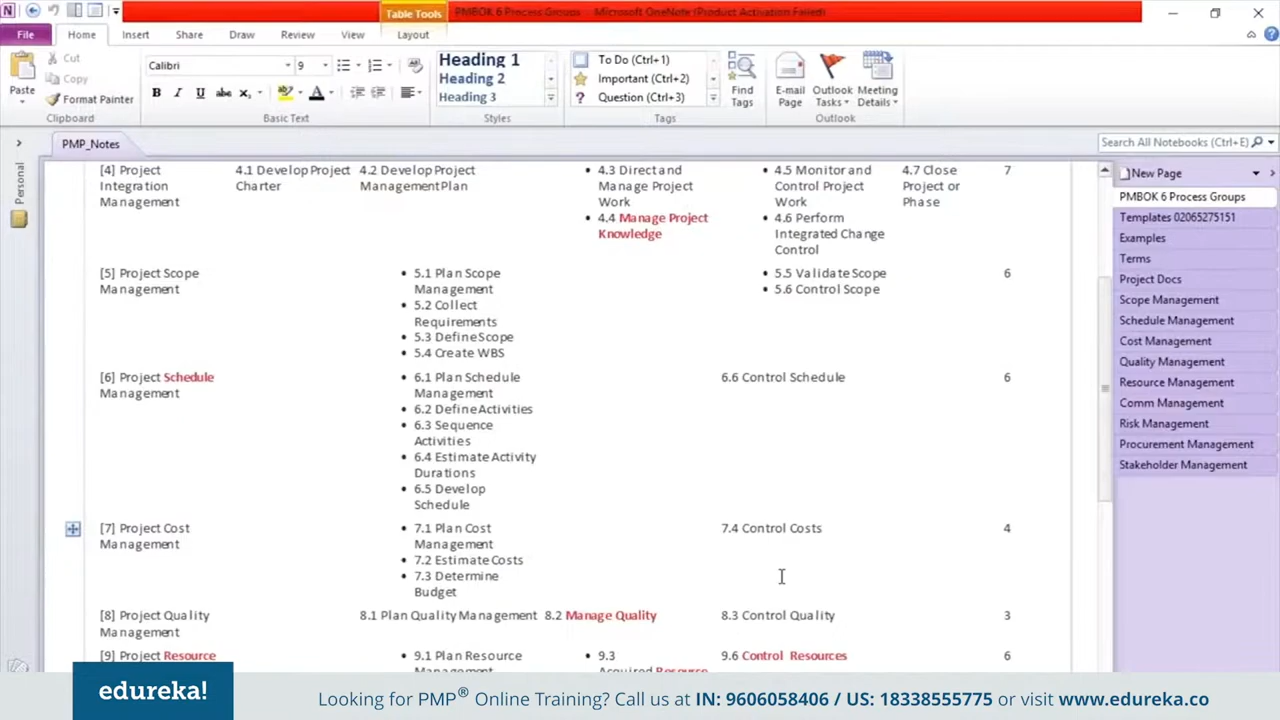 Table Tools PMBOK 6 Process Groups - Microsoft OneNote (Product Activation Failed)
File Home Insert Share Draw Review View Layout
Paste Cut
Copy
Format Painter
Clipboard
Calibri 9
B I U abc X₂ A
Basic Text
Heading 1
Heading 2
Heading 3
Styles
To Do (Ctrl+1)
Important (Ctrl+2)
Question (Ctrl+3)
Tags
Find
Tags
E-mail
Page
Outlook
Tasks
Meeting
Details
Outlook
PMP_Notes
Search All Notebooks (Ctrl+E)
Personal
[4] Project
Integration
Management
4.1 Develop Project
Charter
4.2 Develop Project
Management Plan
• 4.3 Direct and
Manage Project
Work
• 4.4 Manage Project
Knowledge
• 4.5 Monitor and
Control Project
Work
• 4.6 Perform
Integrated Change
Control
4.7 Close
Project or
Phase
7
[5] Project Scope
Management
• 5.1 Plan Scope
Management
• 5.2 Collect
Requirements
• 5.3 Define Scope
• 5.4 Create WBS
• 5.5 Validate Scope
• 5.6 Control Scope
6
[6] Project Schedule
Management
• 6.1 Plan Schedule
Management
• 6.2 Define Activities
• 6.3 Sequence
Activities
• 6.4 Estimate Activity
Durations
• 6.5 Develop
Schedule
6.6 Control Schedule
6
[7] Project Cost
Management
• 7.1 Plan Cost
Management
• 7.2 Estimate Costs
• 7.3 Determine
Budget
7.4 Control Costs
4
[8] Project Quality
Management
8.1 Plan Quality Management
8.2 Manage Quality
8.3 Control Quality
3
[9] Project Resource
• 9.1 Plan Resource
• 9.3
9.6 Control Resources
6
New Page
PMBOK 6 Process Groups
Templates 02065275151
Examples
Terms
Project Docs
Scope Management
Schedule Management
Cost Management
Quality Management
Resource Management
Comm Management
Risk Management
Procurement Management
Stakeholder Management
edureka!
Looking for PMP® Online Training? Call us at IN: 9606058406 / US: 18338555775 or visit www.edureka.co